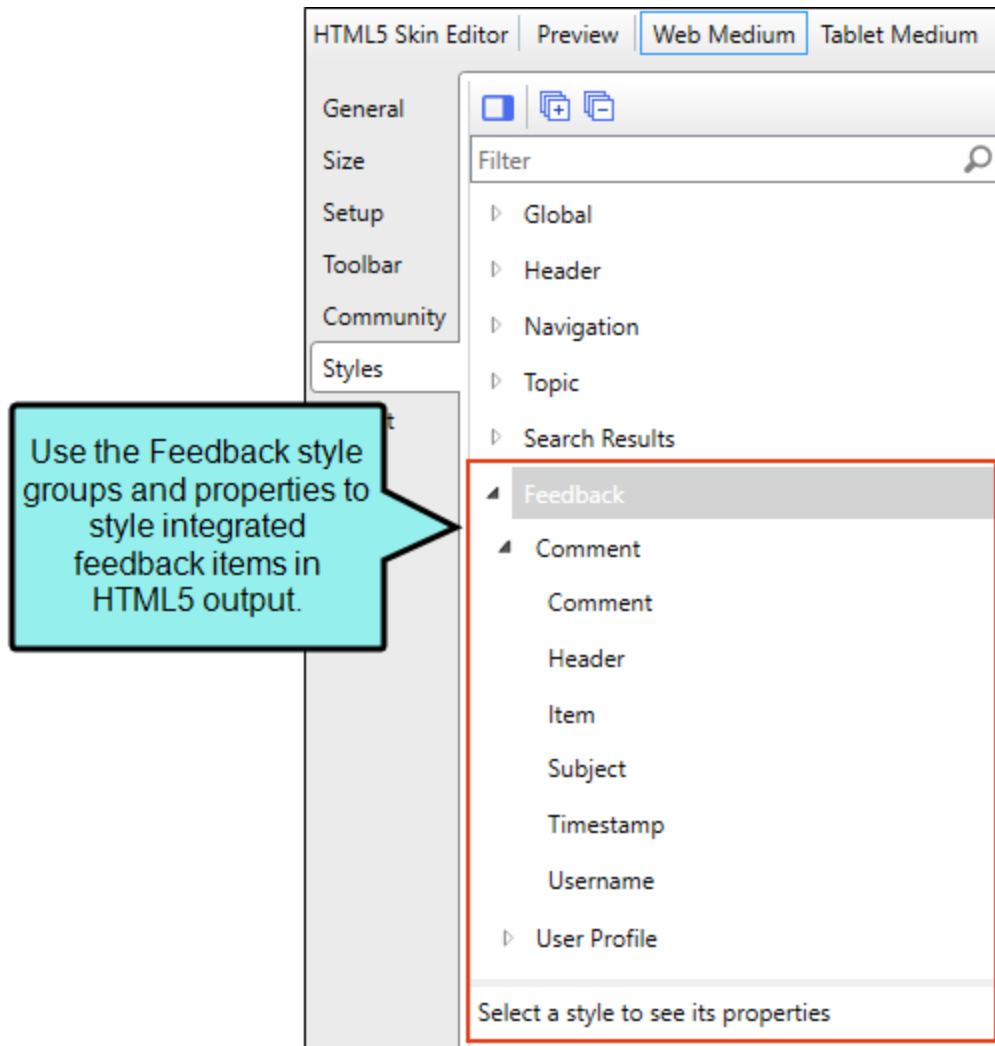 HTML5 Skin Editor Preview Web Medium Tablet Medium
General
Size
Setup
Toolbar
Community
Styles
Filter
Global
Header
Navigation
Topic
Search Results
Feedback
Comment
Comment
Header
Item
Subject
Timestamp
Username
User Profile
Select a style to see its properties
Use the Feedback style
groups and properties to
style integrated
feedback items in
HTML5 output.